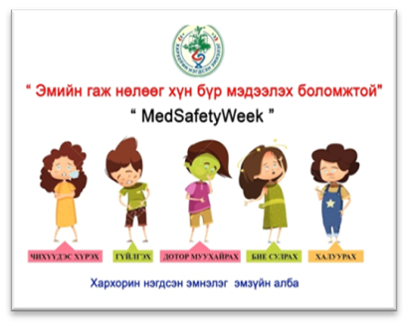 “ Эмийн гаж нөлөөг хүн бүр мэдээлэх боломжтой”
“ MedSafetyWeek ”
ЧИХҮҮДЭС ХҮРЭХ
ГҮЙЛГЭХ
ДОТОР МУУХАЙРАХ
БИЕ СУЛРАХ
ХАЛУУРАХ
Хархорин нэгдсэн эмнэлэг эмзүйн алба